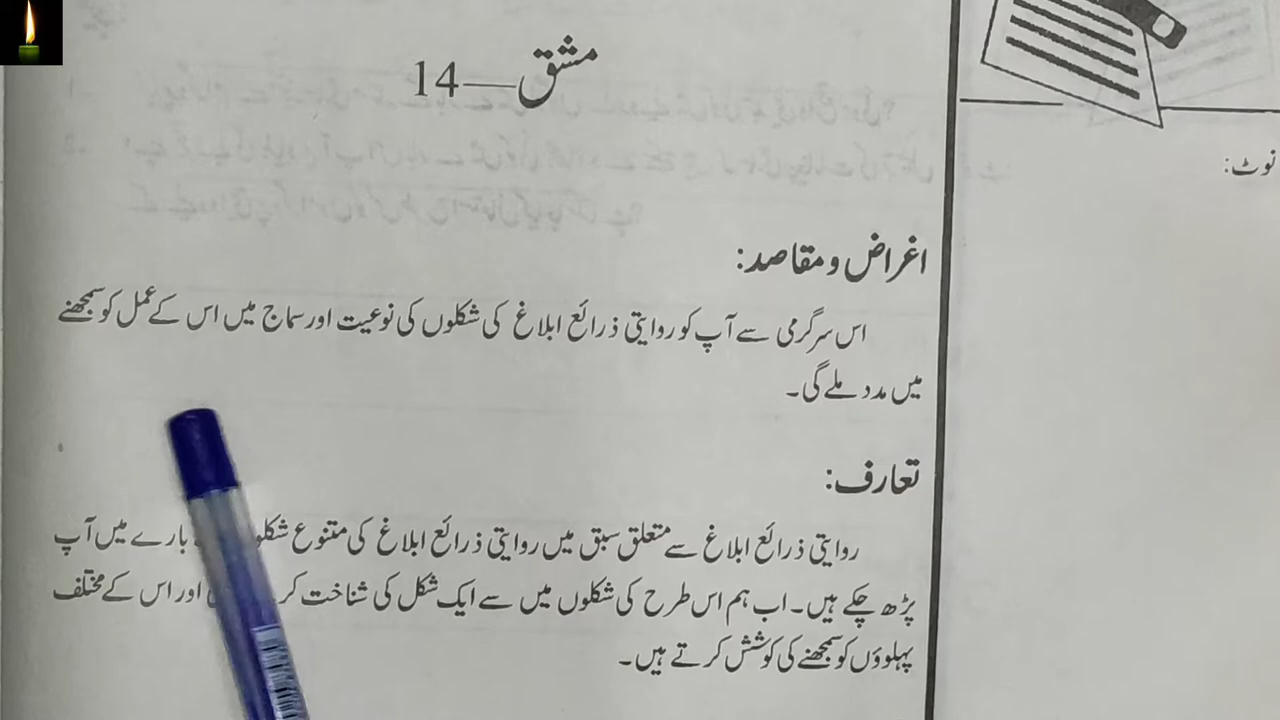 مشق—14
نوٹ:
اغراض و مقاصد:
اس سرگرمی سے آپ کو روایتی ذرائع ابلاغ کی شکلوں کی نوعیت اور سماج میں اس کے عمل کو سمجھنے
میں مدد ملے گی۔
تعارف:
روایتی ذرائع ابلاغ سے متعلق سبق میں روایتی ذرائع ابلاغ کی متنوع بارے میں آپ
پڑھ چکے ہیں۔ اب ہم اس طرح کی شکلوں میں سے ایک شکل کی شناخت اور اس کے مختلف
پہلوؤں کو سمجھنے کی کوشش کرتے ہیں۔